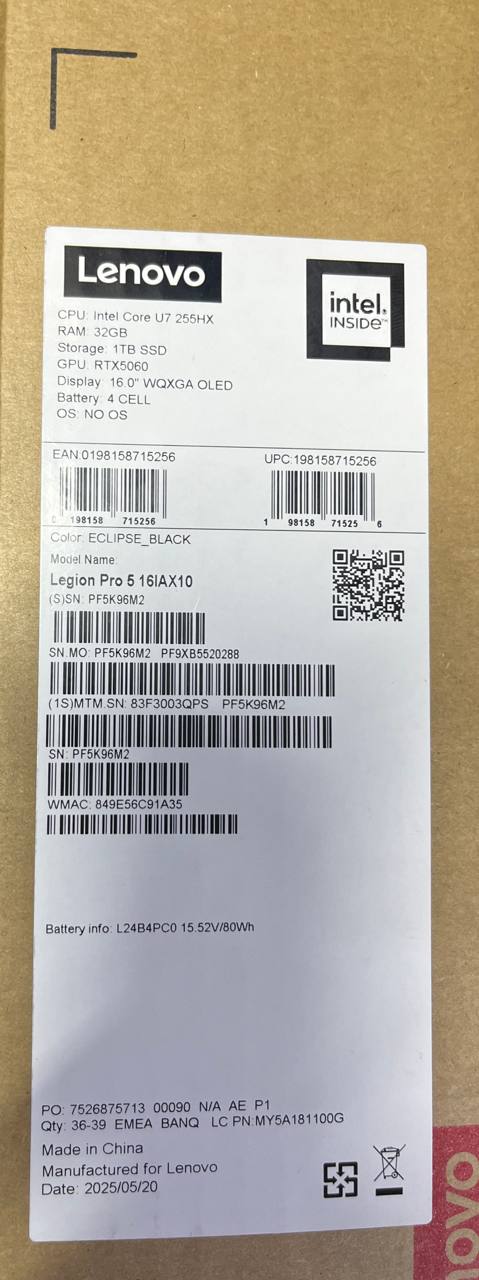 Lenovo
intel.
INSIDE™
CPU: Intel Core U7 255HX
RAM: 32GB
Storage: 1TB SSD
GPU: RTX5060
Display: 16.0" WQXGA OLED
Battery: 4 CELL
OS: NO OS
EAN:0198158715256
UPC:198158715256
0 198158 715256
1 98158 71525 6
Color: ECLIPSE_BLACK
Model Name:
Legion Pro 5 16IAX10
(S)SN: PF5K96M2
SN.MO: PF5K96M2 PF9XB5520288
(1S)MTM.SN: 83F3003QPS PF5K96M2
SN: PF5K96M2
WMAC: 849E56C91A35
Battery info: L24B4PC0 15.52V/80Wh
PO: 7526875713 00090 N/A AE P1
Qty: 36-39 EMEA BANQ LC PN:MY5A181100G
Made in China
Manufactured for Lenovo
Date: 2025/05/20
ovo